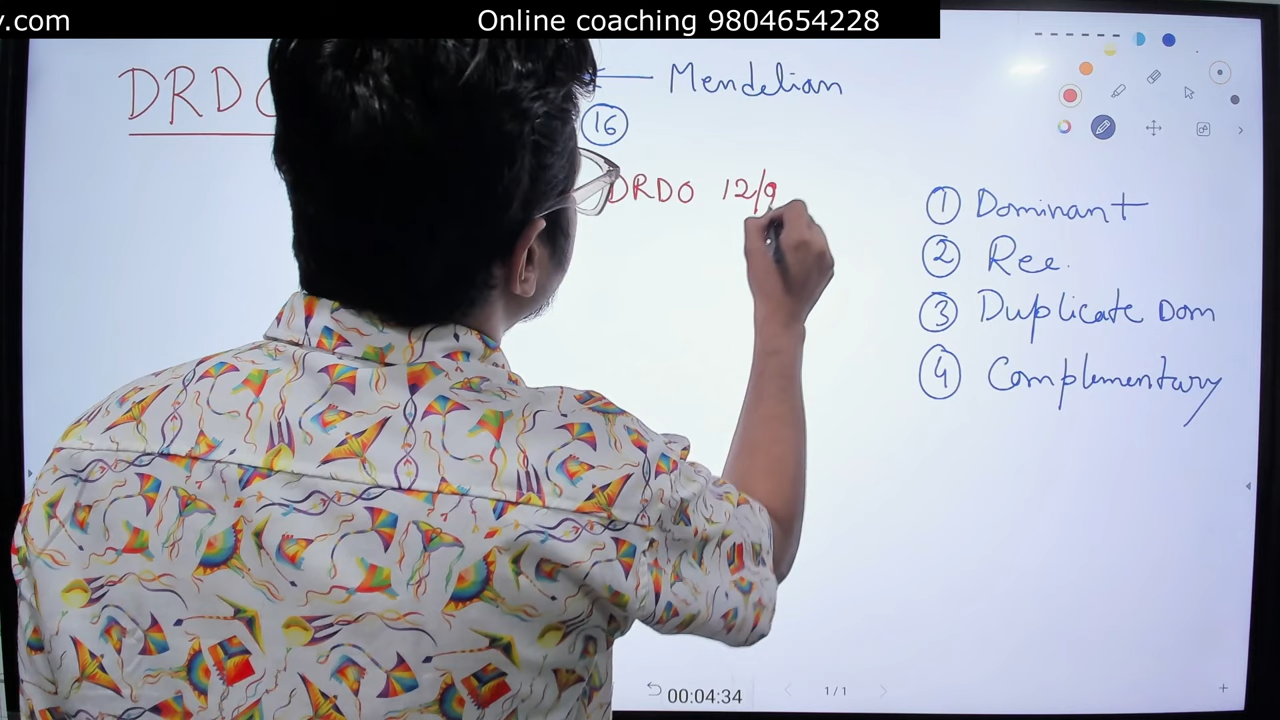 y.com
Online coaching 9804654228
DRDO
← Mendelian
16
DRDO 12/9
① Dominant
② Rec.
③ Duplicate Dom
④ Complementary
00:04:34
1/1